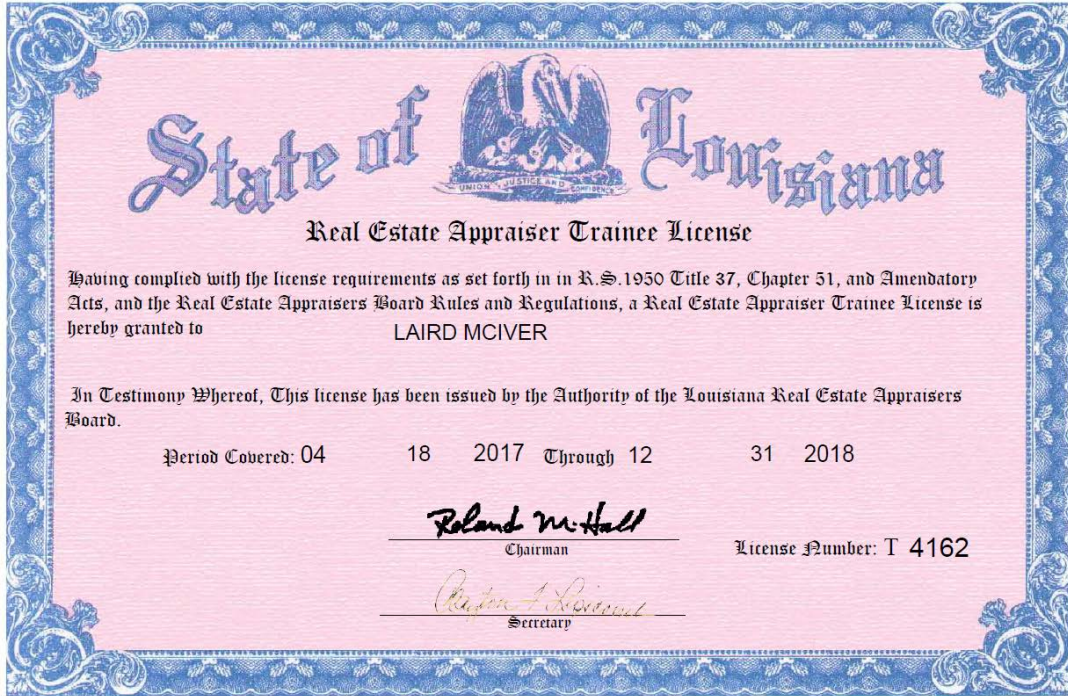 State of Louisiana
UNION JUSTICE AND CONFIDENCE
Real Estate Appraiser Trainee License
Having complied with the license requirements as set forth in in R.S.1950 Title 37, Chapter 51, and Amendatory
Acts, and the Real Estate Appraisers Board Rules and Regulations, a Real Estate Appraiser Trainee License is
hereby granted to LAIRD MCIVER
In Testimony Whereof, This license has been issued by the Authority of the Louisiana Real Estate Appraisers
Board.
Period Covered: 04 18 2017 Through 12 31 2018
Roland M. Hall
Chairman
License Number: T 4162
Secretary